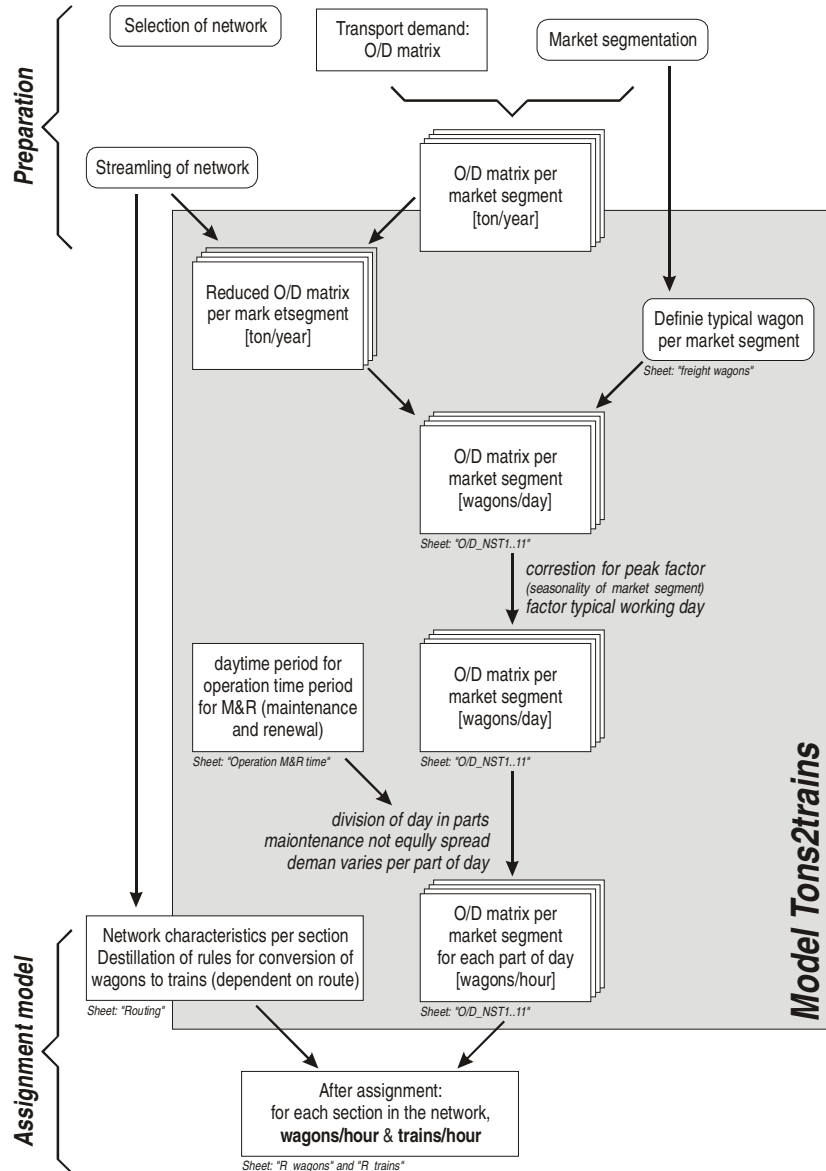 Preparation
Selection of network
Transport demand:
O/D matrix
Market segmentation
Streamling of network
O/D matrix per
market segment
[ton/year]
Reduced O/D matrix
per mark etsegment
[ton/year]
Definie typical wagon
per market segment
Sheet: "freight wagons"
O/D matrix per
market segment
[wagons/day]
Sheet: "O/D_NST1..11"
correstion for peak factor
(seasonality of market segment)
factor typical working day
daytime period for
operation time period
for M&R (maintenance
and renewal)
Sheet: "Operation M&R time"
O/D matrix per
market segment
[wagons/day]
Sheet: "O/D_NST1..11"
division of day in parts
maiontenance not eqully spread
deman varies per part of day
Model Tons2trains
Assignment model
Network characteristics per section
Destillation of rules for conversion of
wagons to trains (dependent on route)
Sheet: "Routing"
O/D matrix per
market segment
for each part of day
[wagons/hour]
Sheet: "O/D_NST1..11"
After assignment:
for each section in the network,
wagons/hour & trains/hour
Sheet: "R_wagons" and "R_trains"